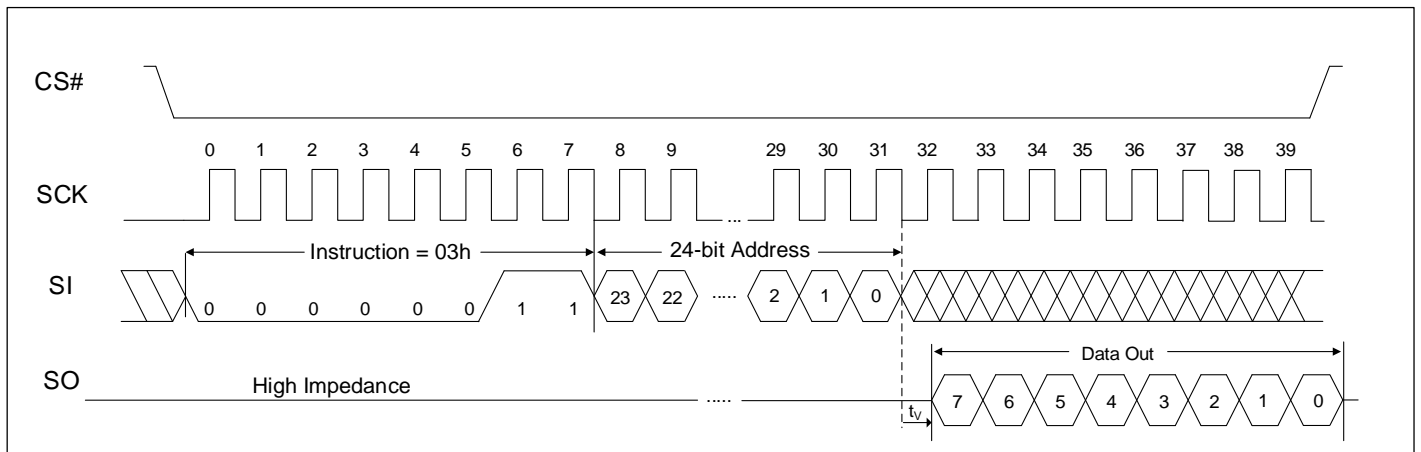 CS#
0 1 2 3 4 5 6 7 8 9 29 30 31 32 33 34 35 36 37 38 39
SCK
...
Instruction = 03h 24-bit Address
SI
0 0 0 0 0 0 1 1 23 22 ..... 2 1 0
Data Out
SO
High Impedance .....
tV
7 6 5 4 3 2 1 0